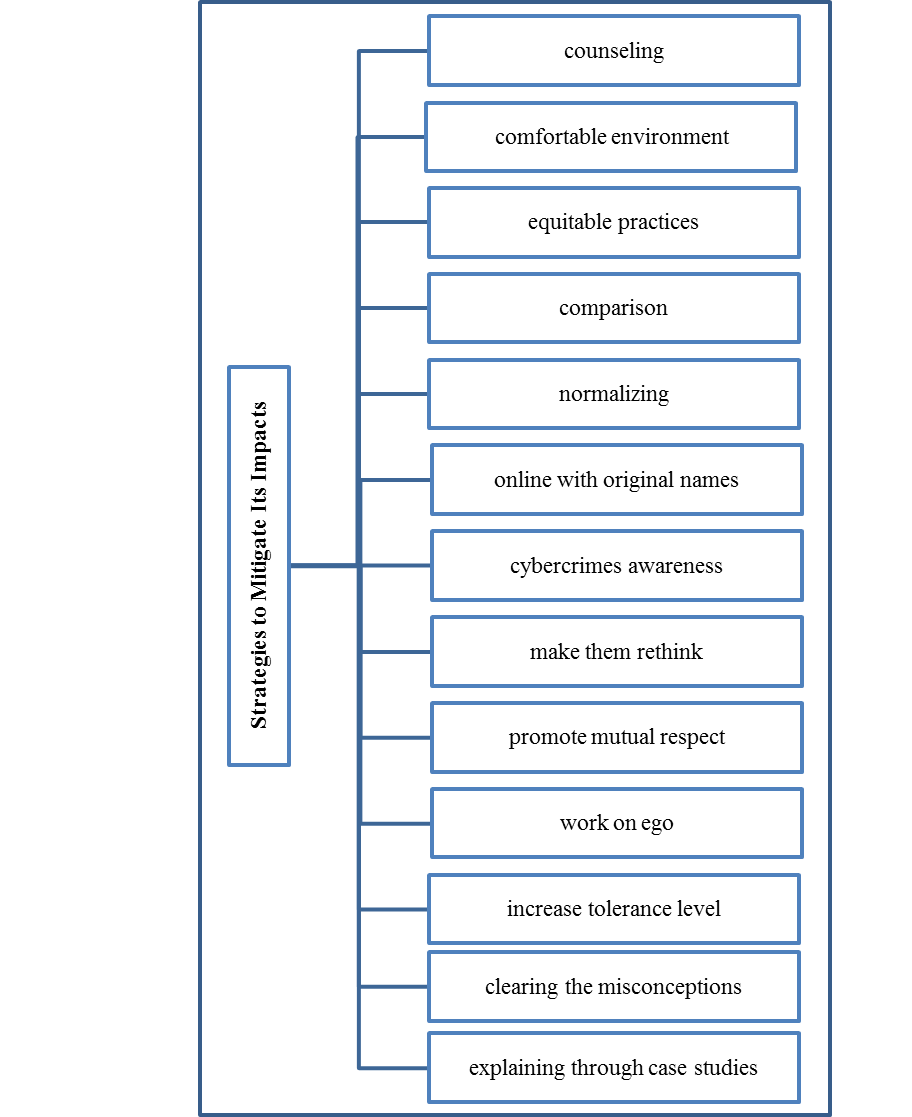 Strategies to Mitigate Its Impacts
counseling
comfortable environment
equitable practices
comparison
normalizing
online with original names
cybercrimes awareness
make them rethink
promote mutual respect
work on ego
increase tolerance level
clearing the misconceptions
explaining through case studies